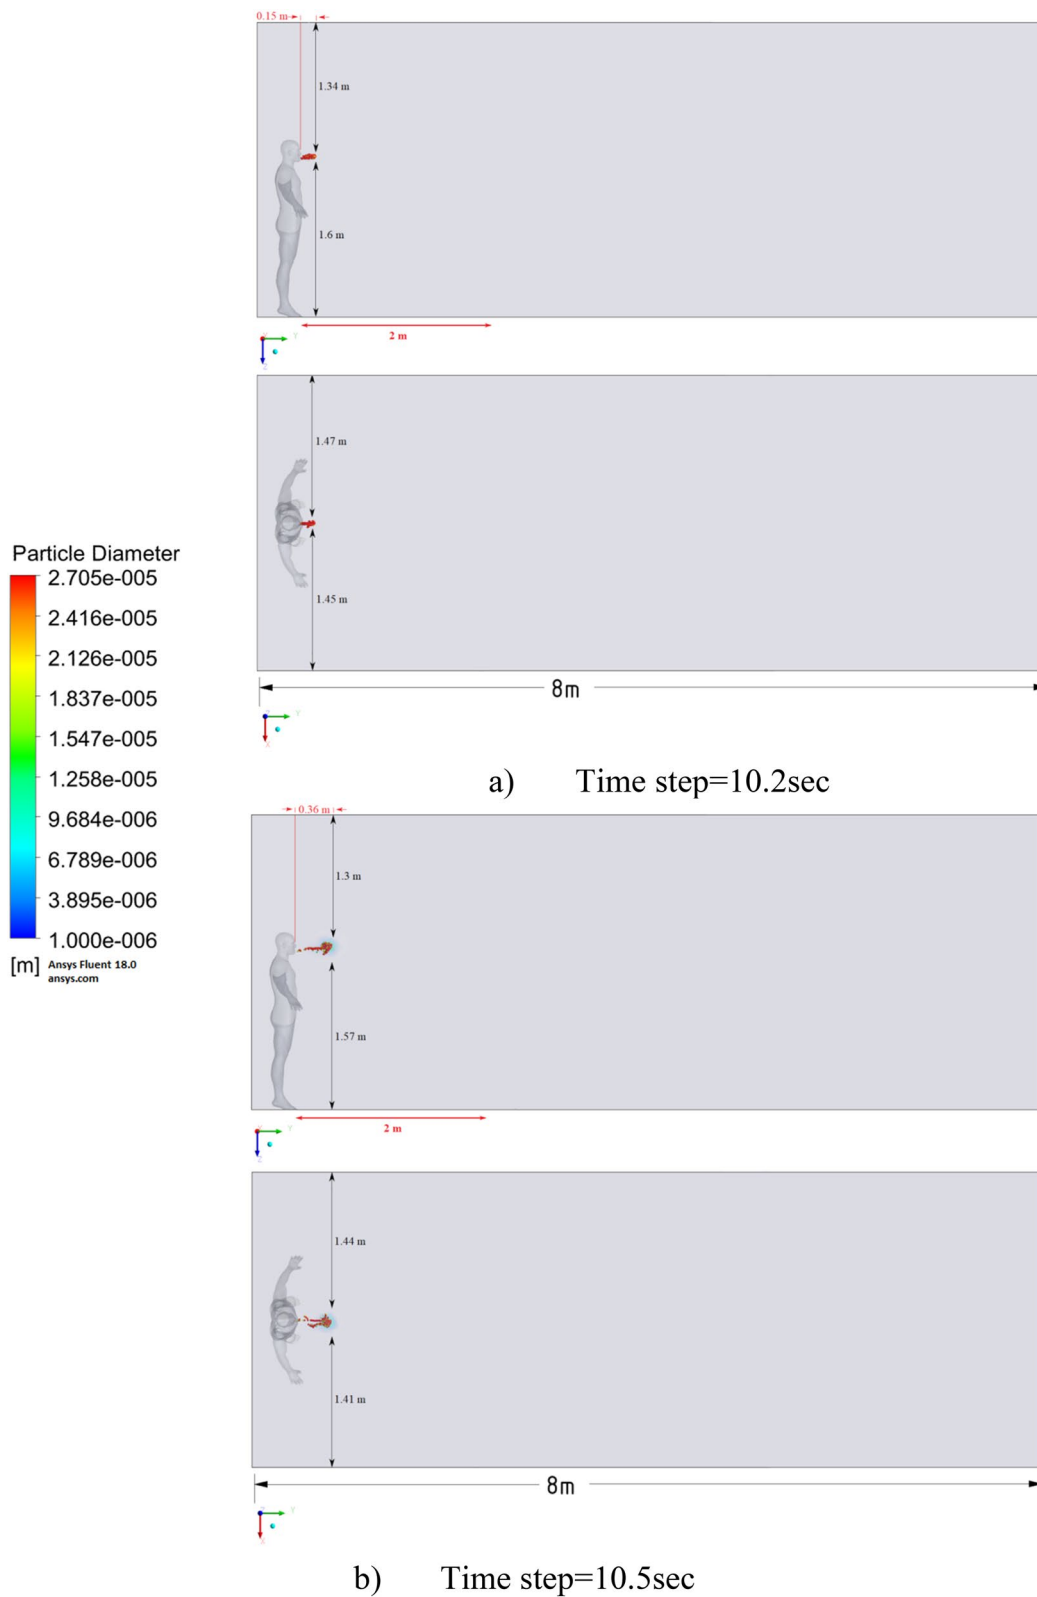 0.15 m
1.34 m
1.6 m
2 m
Y
Z
1.47 m
1.45 m
8m
Y
X
a) Time step=10.2sec
Particle Diameter
2.705e-005
2.416e-005
2.126e-005
1.837e-005
1.547e-005
1.258e-005
9.684e-006
6.789e-006
3.895e-006
1.000e-006
[m]
Ansys Fluent 18.0
ansys.com
0.36 m
1.3 m
1.57 m
2 m
Y
Z
1.44 m
1.41 m
8m
Y
X
b) Time step=10.5sec